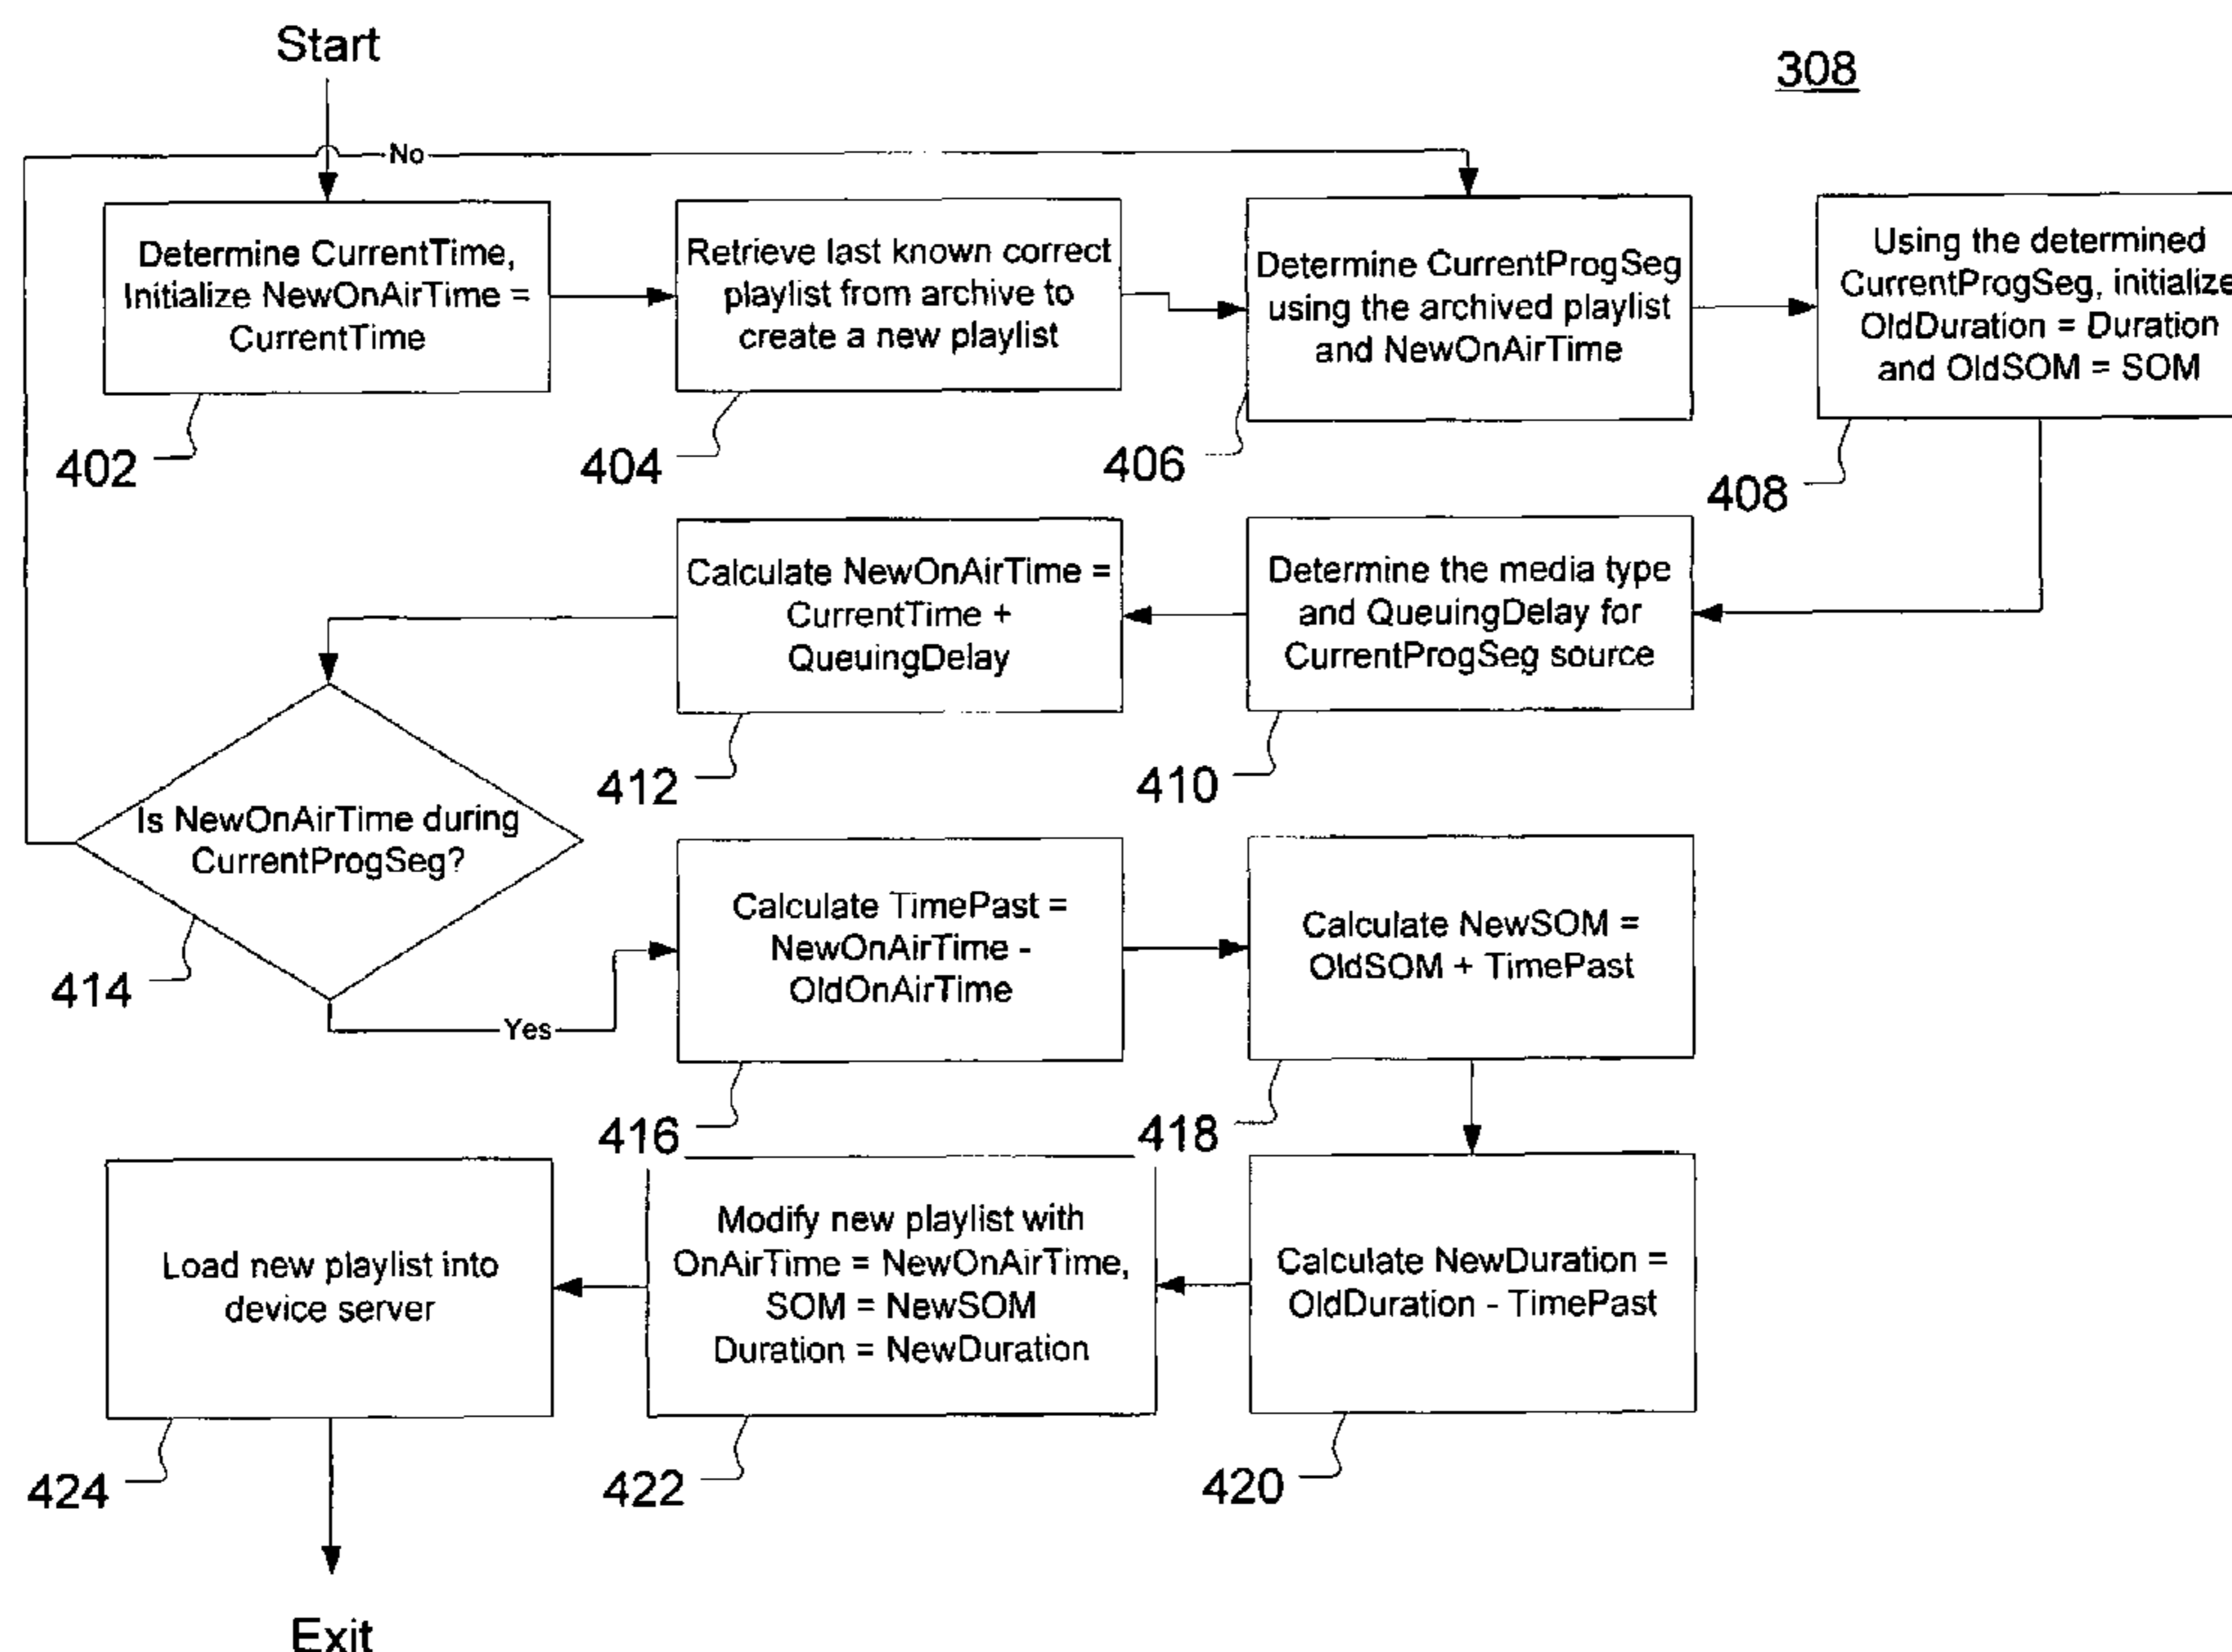 Start
308
No
Determine CurrentTime,
Initialize NewOnAirTime =
CurrentTime
402
Retrieve last known correct
playlist from archive to
create a new playlist
404
Determine CurrentProgSeg
using the archived playlist
and NewOnAirTime
406
Using the determined
CurrentProgSeg, initialize
OldDuration = Duration
and OldSOM = SOM
408
Determine the media type
and QueuingDelay for
CurrentProgSeg source
410
Calculate NewOnAirTime =
CurrentTime +
QueuingDelay
412
Is NewOnAirTime during
CurrentProgSeg?
414
Yes
Calculate TimePast =
NewOnAirTime -
OldOnAirTime
416
Calculate NewSOM =
OldSOM + TimePast
418
Calculate NewDuration =
OldDuration - TimePast
420
Modify new playlist with
OnAirTime = NewOnAirTime,
SOM = NewSOM
Duration = NewDuration
422
Load new playlist into
device server
424
Exit